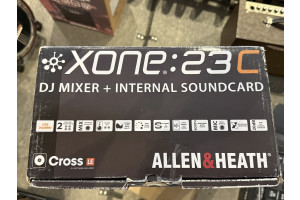 XONE:23C
DJ MIXER + INTERNAL SOUNDCARD
Cross LE
ALLEN&HEATH